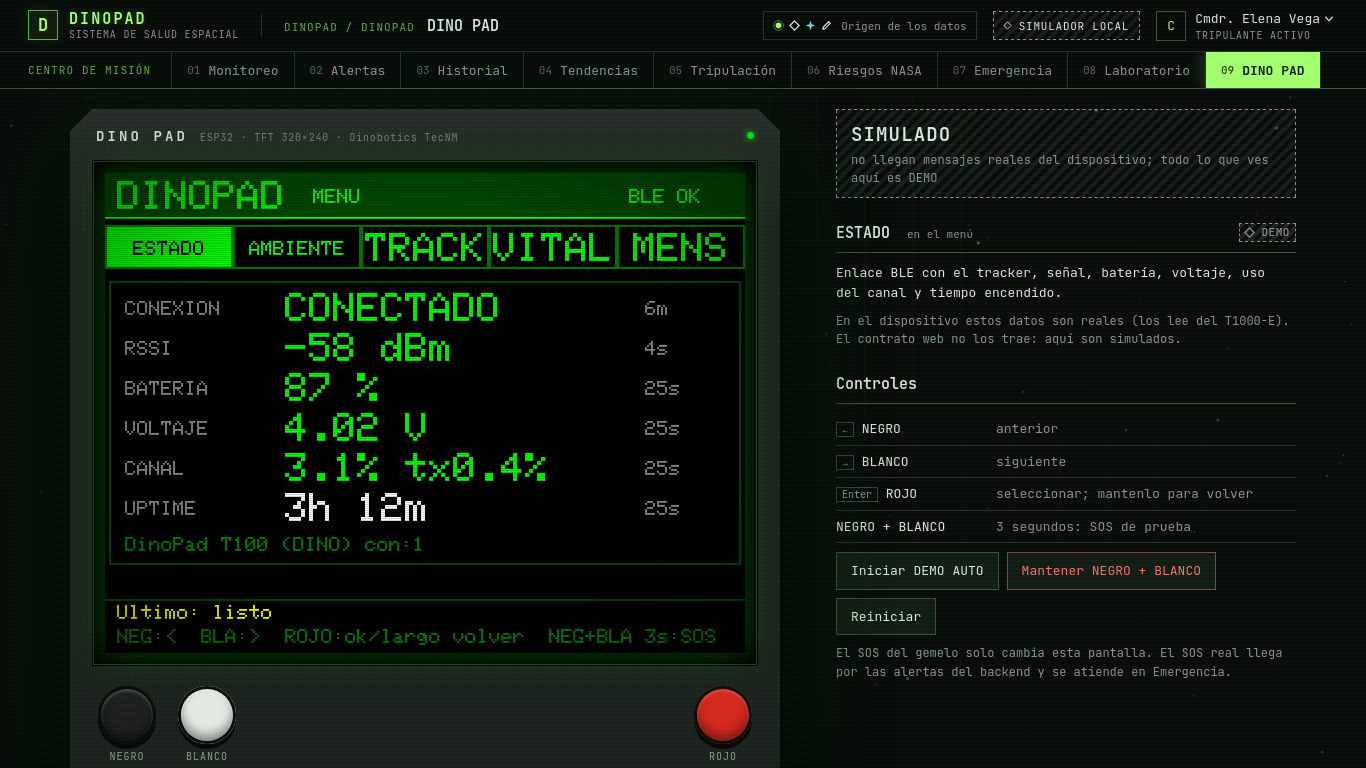 D DINOPAD
SISTEMA DE SALUD ESPACIAL
DINOPAD / DINOPAD DINO PAD
Origen de los datos
SIMULADOR LOCAL
C Cmdr. Elena Vega
TRIPULANTE ACTIVO
CENTRO DE MISIÓN 01 Monitoreo 02 Alertas 03 Historial 04 Tendencias 05 Tripulación 06 Riesgos NASA 07 Emergencia 08 Laboratorio 09 DINO PAD
DINO PAD ESP32 · TFT 320×240 · Dinobotics TecNM
DINOPAD MENU BLE OK
ESTADO AMBIENTE TRACK VITAL MENS
CONEXION CONECTADO 6m
RSSI -58 dBm 4s
BATERIA 87 % 25s
VOLTAJE 4.02 V 25s
CANAL 3.1% tx0.4% 25s
UPTIME 3h 12m 25s
DinoPad T100 (DINO) con:1
Ultimo: listo
NEG:< BLA:> ROJO:ok/largo volver NEG+BLA 3s:SOS
NEGRO BLANCO ROJO
SIMULADO
no llegan mensajes reales del dispositivo; todo lo que ves
aquí es DEMO
ESTADO en el menú DEMO
Enlace BLE con el tracker, señal, batería, voltaje, uso
del canal y tiempo encendido.
En el dispositivo estos datos son reales (los lee del T1000-E).
El contrato web no los trae: aquí son simulados.
Controles
← NEGRO anterior
→ BLANCO siguiente
Enter ROJO seleccionar; mantenlo para volver
NEGRO + BLANCO 3 segundos: SOS de prueba
Iniciar DEMO AUTO Mantener NEGRO + BLANCO
Reiniciar
El SOS del gemelo solo cambia esta pantalla. El SOS real llega
por las alertas del backend y se atiende en Emergencia.